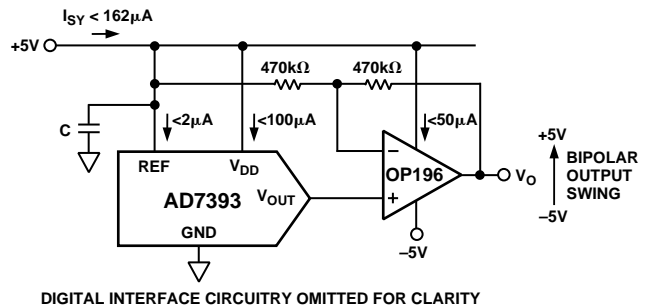 I_SY < 162μA
+5V
470kΩ 470kΩ
C
<2μA <100μA <50μA
REF V_DD
AD7393
V_OUT
GND
−
+
OP196
V_O
−5V
+5V
BIPOLAR
OUTPUT
SWING
−5V
DIGITAL INTERFACE CIRCUITRY OMITTED FOR CLARITY